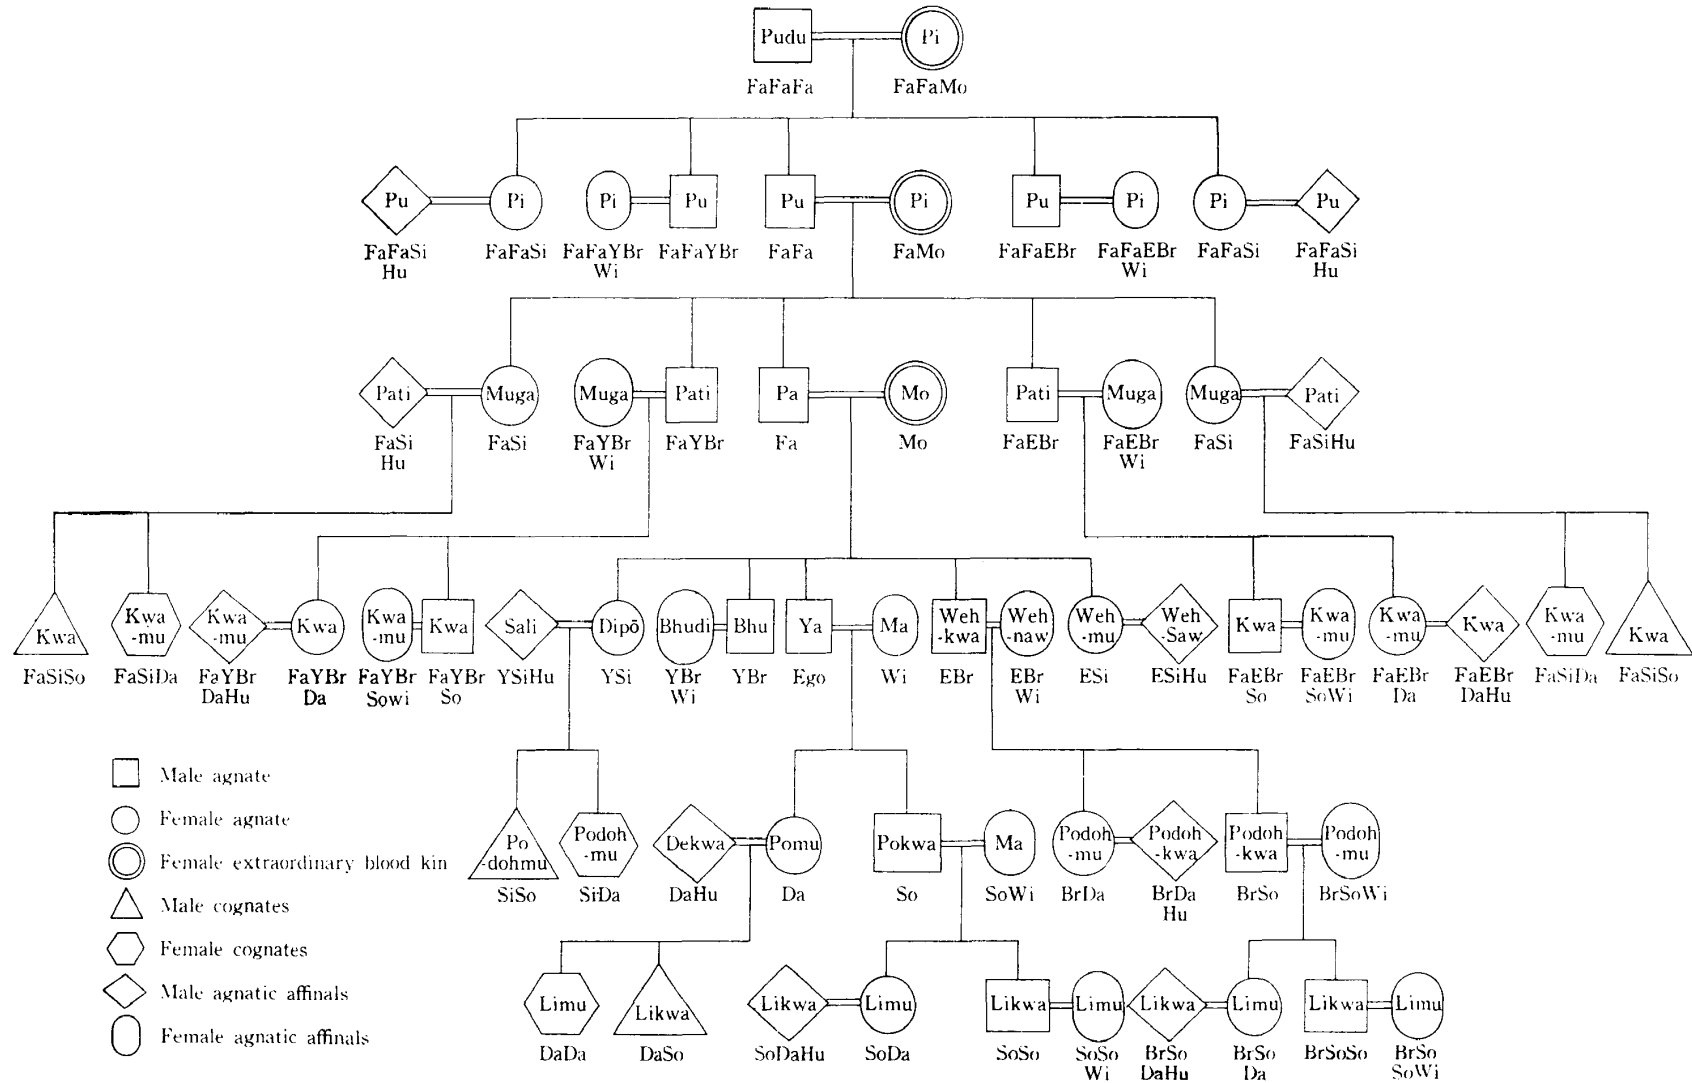 Pudu Pi
FaFaFa FaFaMo
Pu Pi Pi Pu Pu Pi Pu Pi Pi Pu
FaFaSi FaFaSi FaFaYBr FaFaYBr FaFa FaMo FaFaEBr FaFaEBr FaFaSi FaFaSi
Hu Wi Wi Hu
Pati Muga Muga Pati Pa Mo Pati Muga Muga Pati
FaSi FaSi FaYBr FaYBr Fa Mo FaEBr FaEBr FaSi FaSiHu
Hu Wi Wi
Kwa Kwa Kwa Kwa Kwa Kwa Sali Dipō Bhudi Bhu Ya Ma Weh Weh Weh Weh Kwa Kwa Kwa Kwa Kwa Kwa
-mu -mu -mu -kwa -naw -mu -Saw -mu -mu -mu
FaSiSo FaSiDa FaYBr FaYBr FaYBr FaYBr YSiHu YSi YBr YBr Ego Wi EBr EBr ESi ESiHu FaEBr FaEBr FaEBr FaEBr FaSiDa FaSiSo
DaHu Da Sowi So Wi Wi So SoWi Da DaHu
Male agnate
Female agnate
Female extraordinary blood kin
Male cognates
Female cognates
Male agnatic affinals
Female agnatic affinals
Po Podoh Dekwa Pomu Pokwa Ma Podoh Podoh Podoh Podoh
-dohmu -mu -mu -kwa -kwa -mu
SiSo SiDa DaHu Da So SoWi BrDa BrDa BrSo BrSoWi
Hu
Limu Likwa Likwa Limu Likwa Limu Likwa Limu Likwa Limu
DaDa DaSo SoDaHu SoDa SoSo SoSo BrSo BrSo BrSoSo BrSo
Wi DaHu Da SoWi